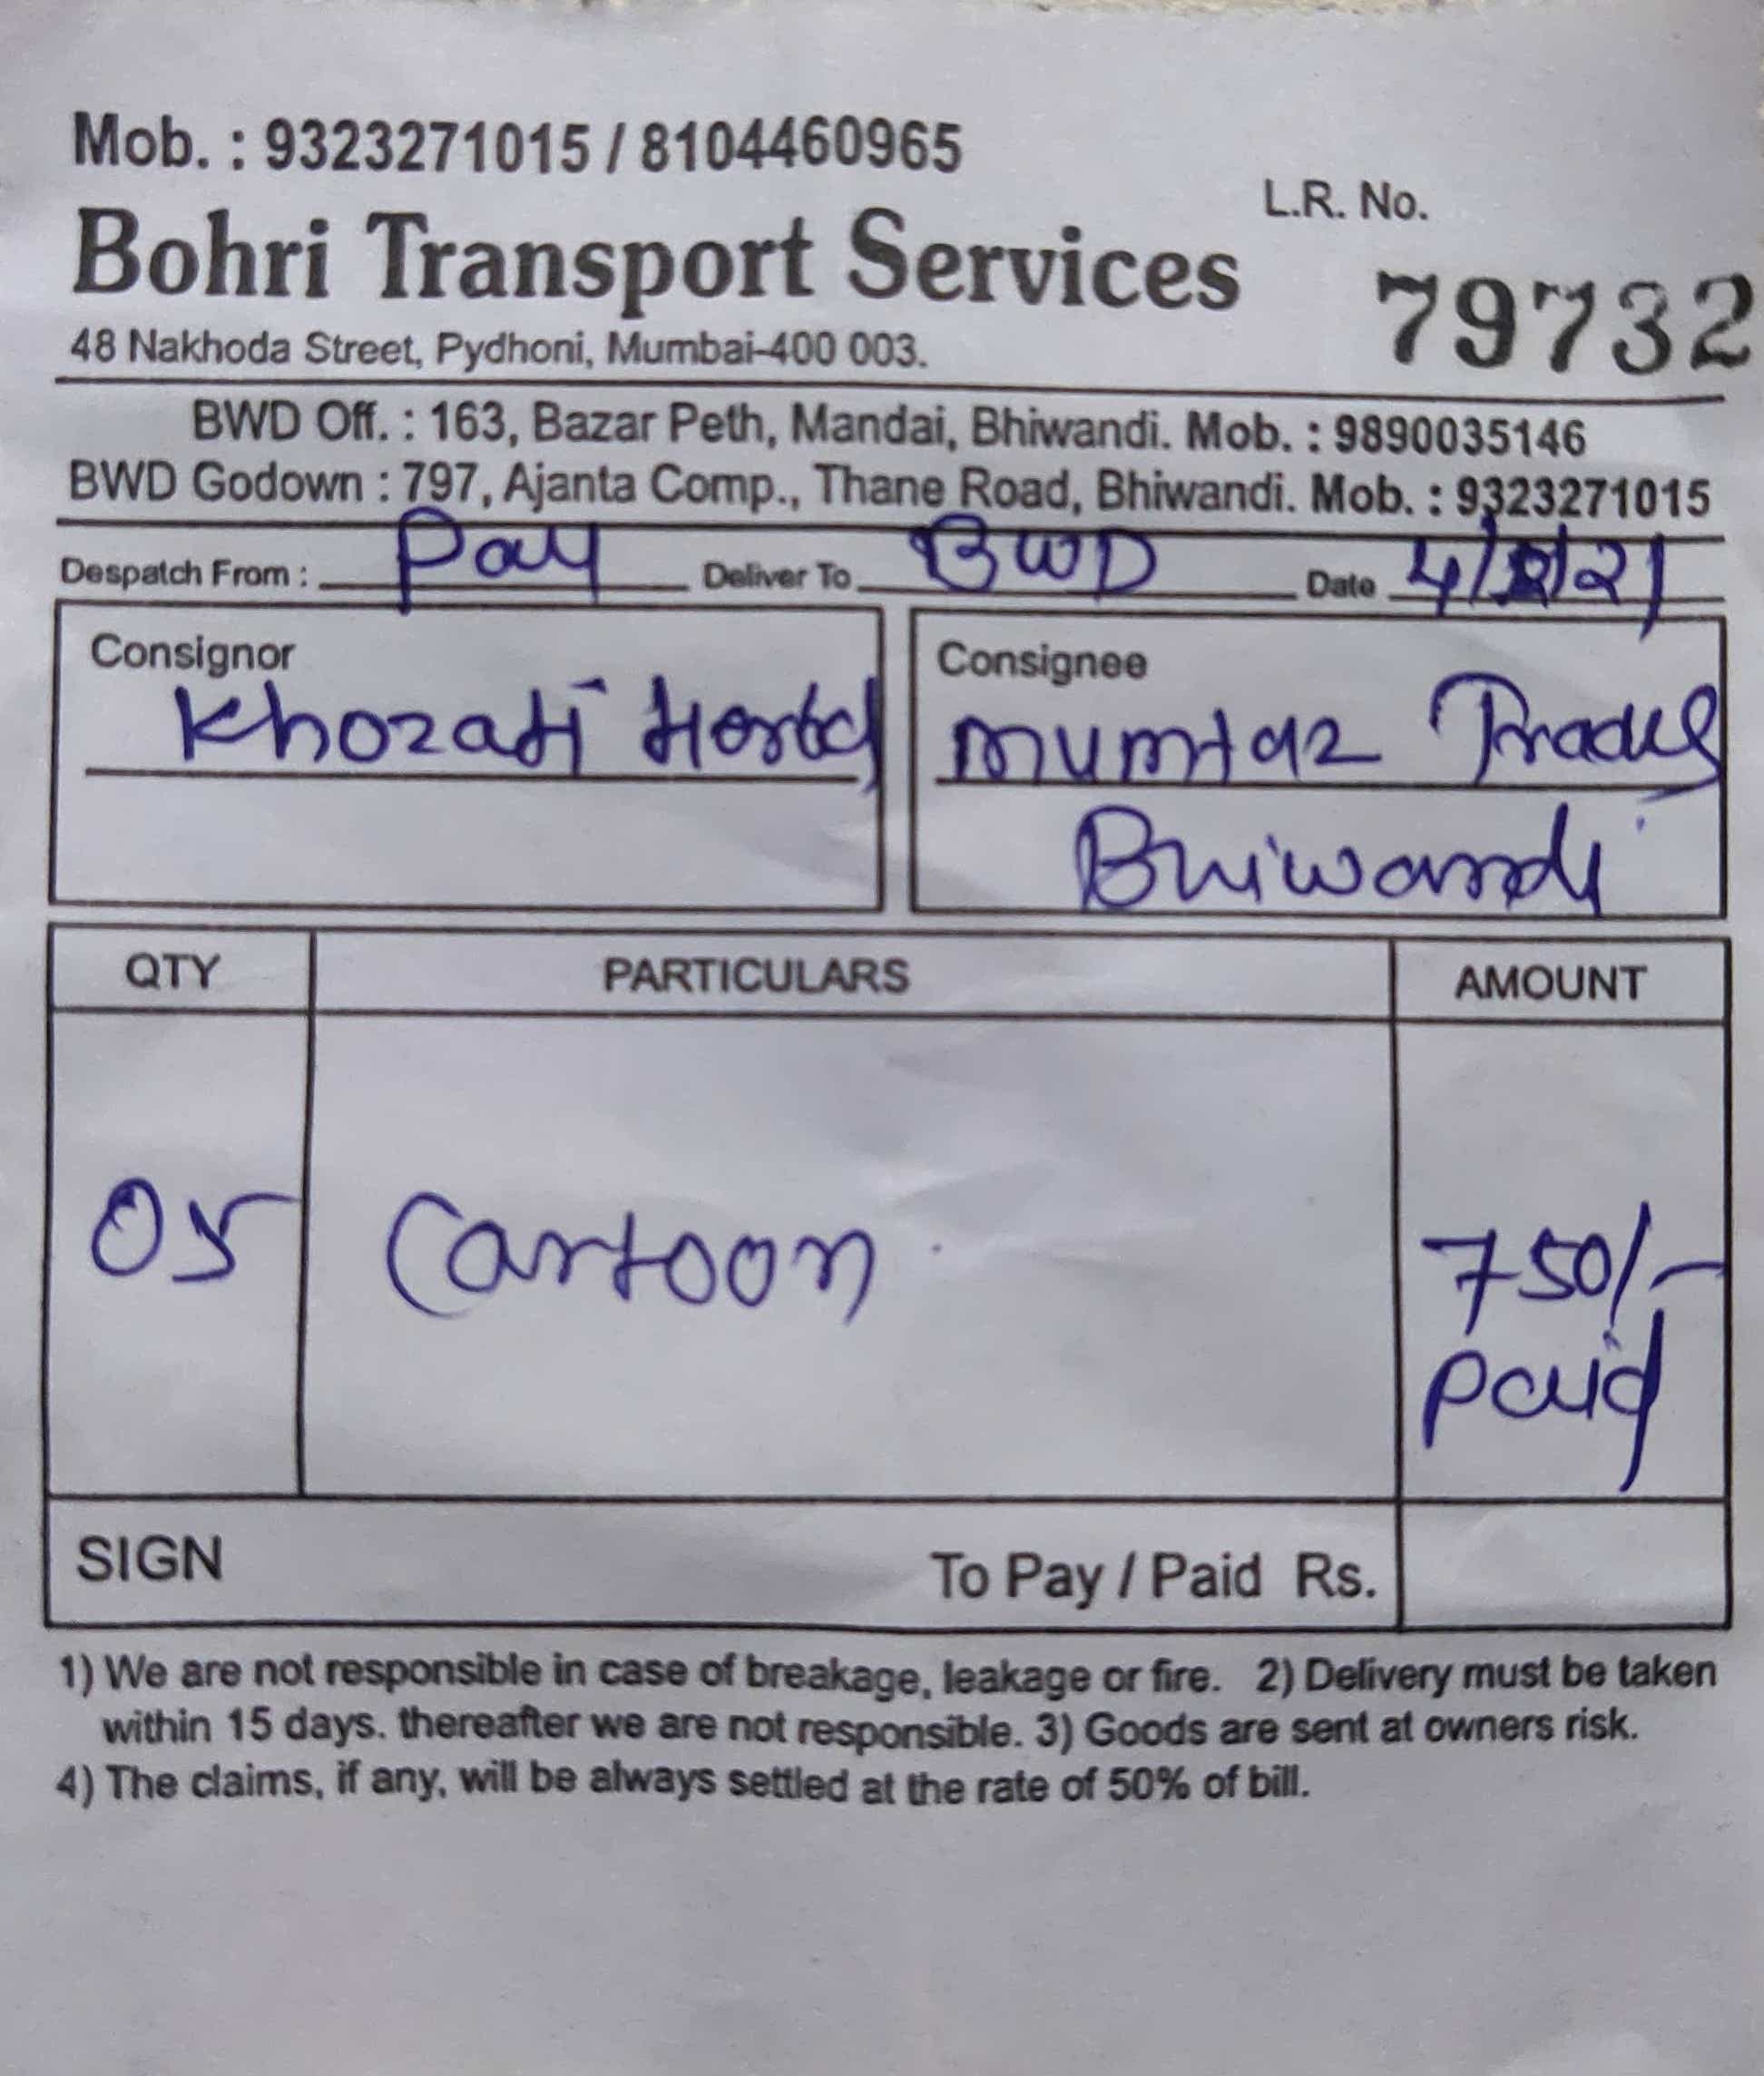 Mob. : 9323271015 / 8104460965
L.R. No.
Bohri Transport Services
79732
48 Nakhoda Street, Pydhoni, Mumbai-400 003.
BWD Off. : 163, Bazar Peth, Mandai, Bhiwandi. Mob. : 9890035146
BWD Godown : 797, Ajanta Comp., Thane Road, Bhiwandi. Mob. : 9323271015
Despatch From : Pay Deliver To BWD Date
Consignor Consignee
Mumtaz
Bhiwandi
QTY PARTICULARS AMOUNT
05 Cartoon 750/-
Paid
SIGN To Pay / Paid Rs.
1) We are not responsible in case of breakage, leakage or fire. 2) Delivery must be taken
within 15 days. thereafter we are not responsible. 3) Goods are sent at owners risk.
4) The claims, if any, will be always settled at the rate of 50% of bill.